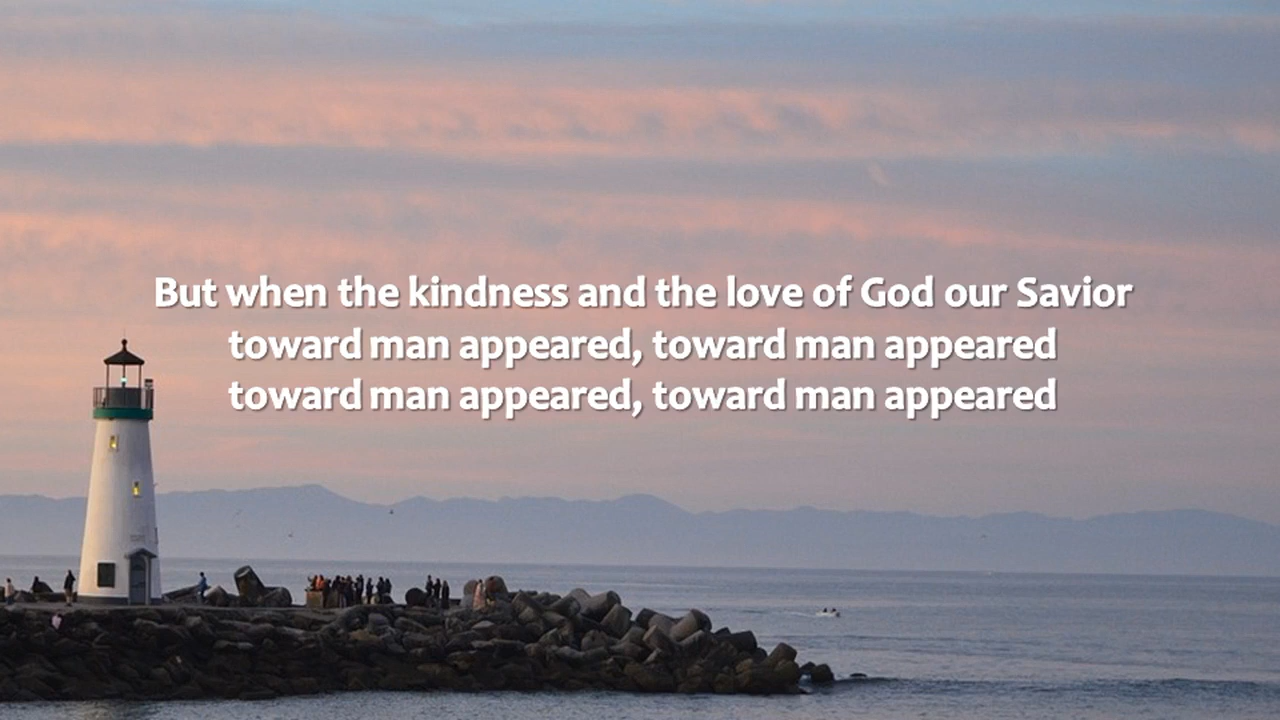 But when the kindness and the love of God our Savior
toward man appeared, toward man appeared
toward man appeared, toward man appeared